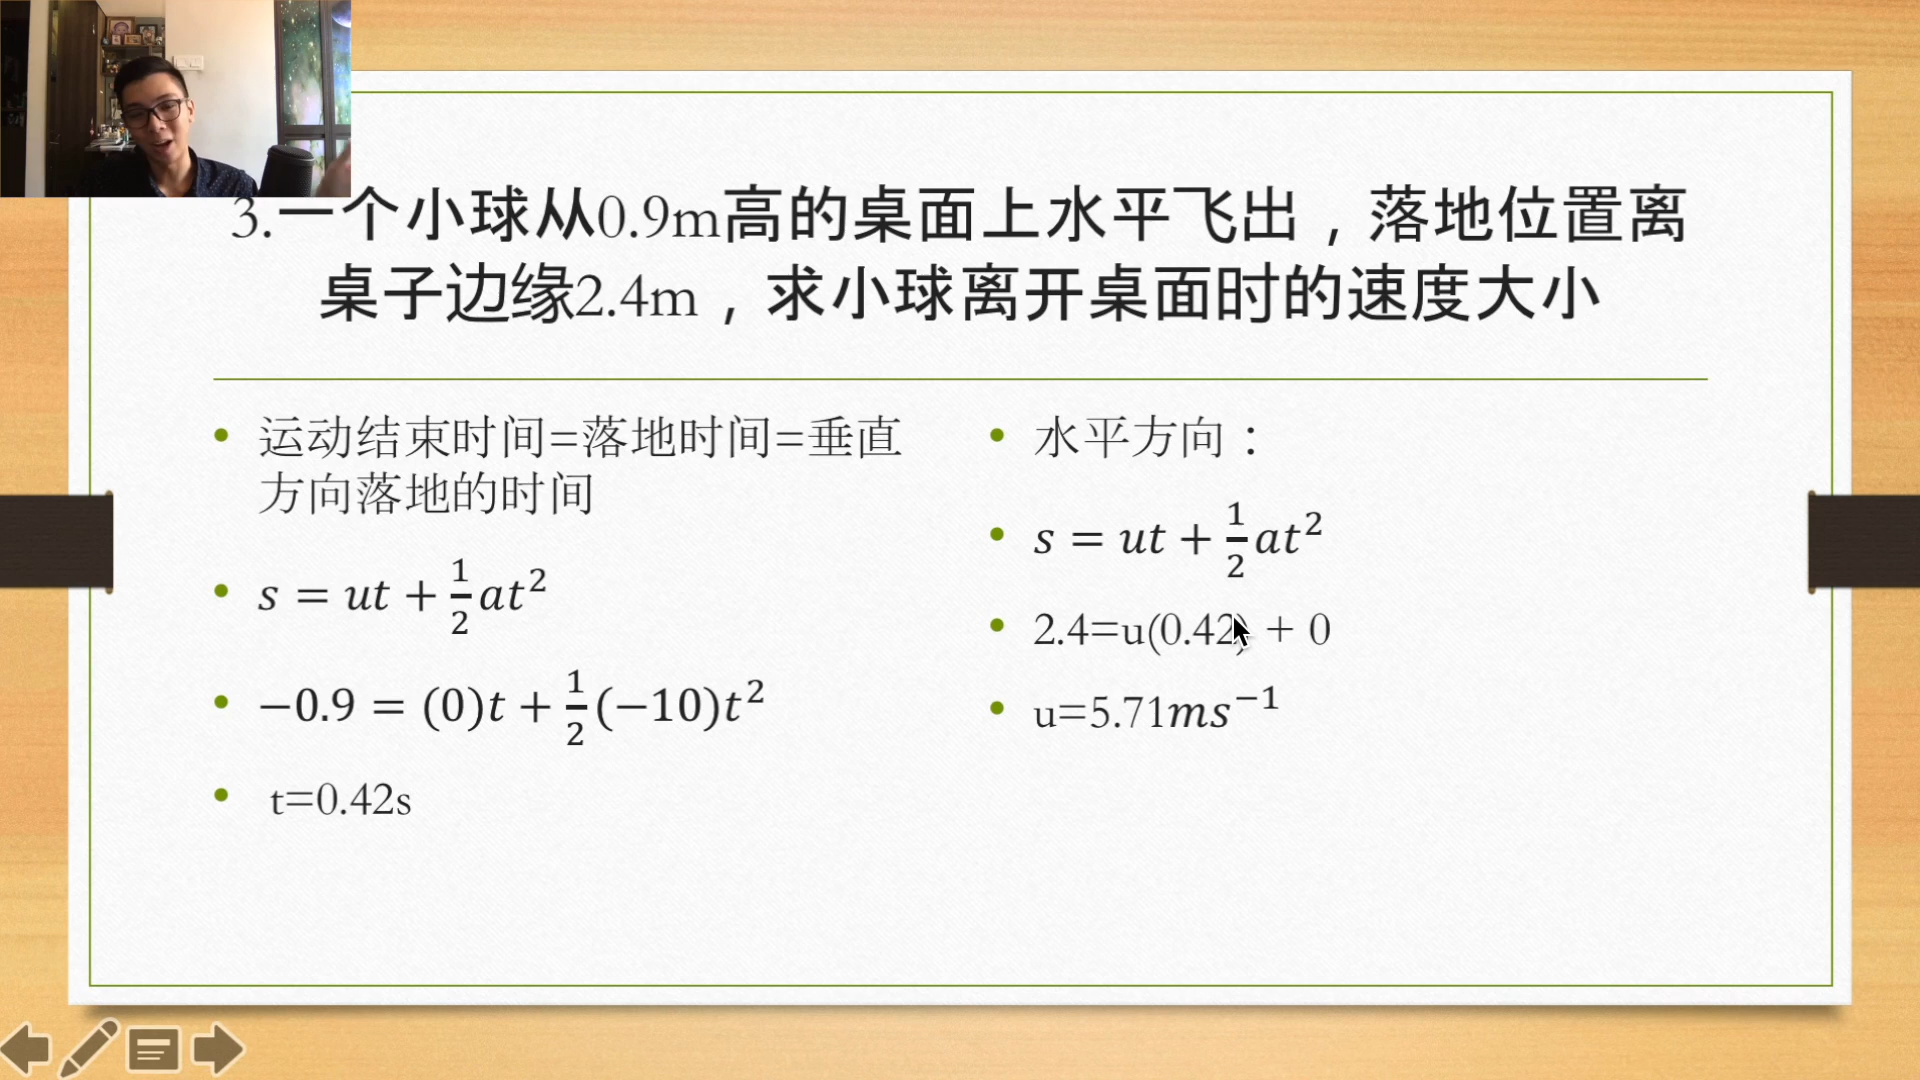 3.一个小球从0.9m高的桌面上水平飞出，落地位置离
桌子边缘2.4m，求小球离开桌面时的速度大小
运动结束时间=落地时间=垂直
方向落地的时间
s = ut + 1/2 at²
−0.9 = (0)t + 1/2 (−10)t²
t=0.42s
水平方向：
s = ut + 1/2 at²
2.4=u(0.42) + 0
u=5.71ms⁻¹